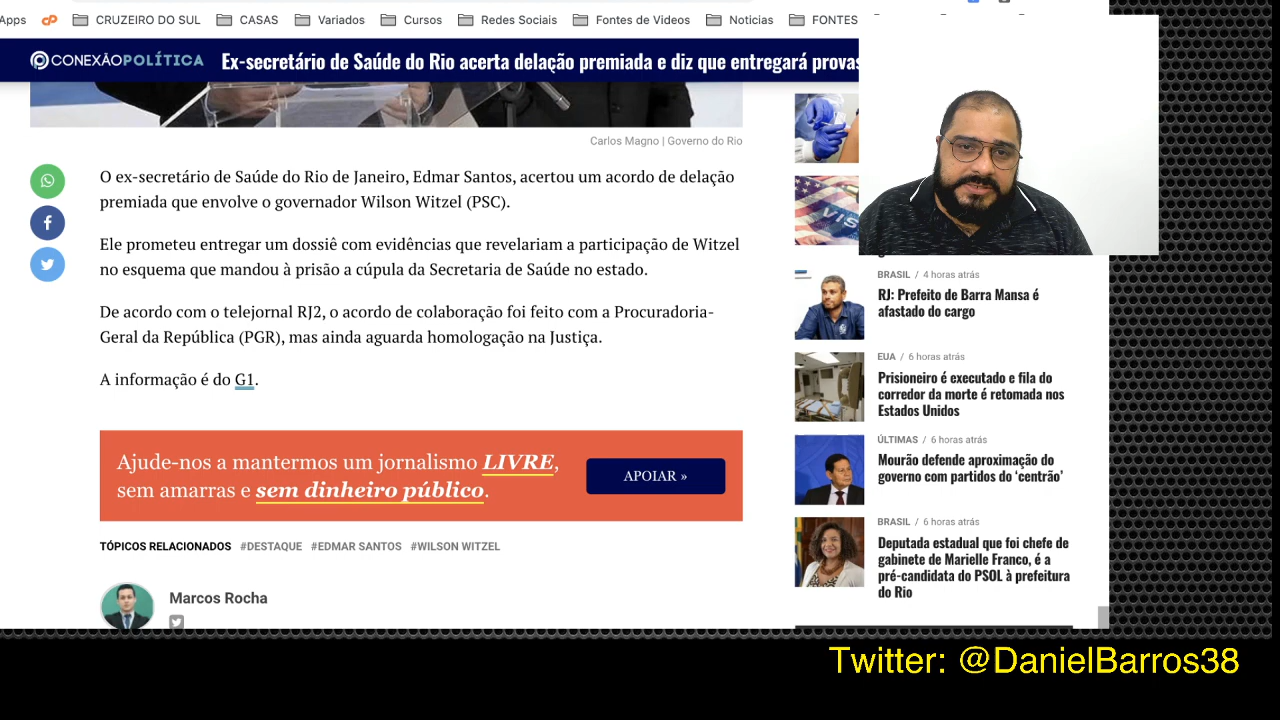 Apps
CRUZEIRO DO SUL
CASAS
Variados
Cursos
Redes Sociais
Fontes de Videos
Noticias
FONTES
CONEXÃOPOLÍTICA
Ex-secretário de Saúde do Rio acerta delação premiada e diz que entregará provas
Carlos Magno | Governo do Rio
O ex-secretário de Saúde do Rio de Janeiro, Edmar Santos, acertou um acordo de delação
premiada que envolve o governador Wilson Witzel (PSC).
Ele prometeu entregar um dossiê com evidências que revelariam a participação de Witzel
no esquema que mandou à prisão a cúpula da Secretaria de Saúde no estado.
De acordo com o telejornal RJ2, o acordo de colaboração foi feito com a Procuradoria-
Geral da República (PGR), mas ainda aguarda homologação na Justiça.
A informação é do G1.
Ajude-nos a mantermos um jornalismo LIVRE,
sem amarras e sem dinheiro público.
APOIAR »
TÓPICOS RELACIONADOS #DESTAQUE #EDMAR SANTOS #WILSON WITZEL
Marcos Rocha
BRASIL / 4 horas atrás
RJ: Prefeito de Barra Mansa é
afastado do cargo
EUA / 6 horas atrás
Prisioneiro é executado e fila do
corredor da morte é retomada nos
Estados Unidos
ÚLTIMAS / 6 horas atrás
Mourão defende aproximação do
governo com partidos do ‘centrão’
BRASIL / 6 horas atrás
Deputada estadual que foi chefe de
gabinete de Marielle Franco, é a
pré-candidata do PSOL à prefeitura
do Rio
Twitter: @DanielBarros38